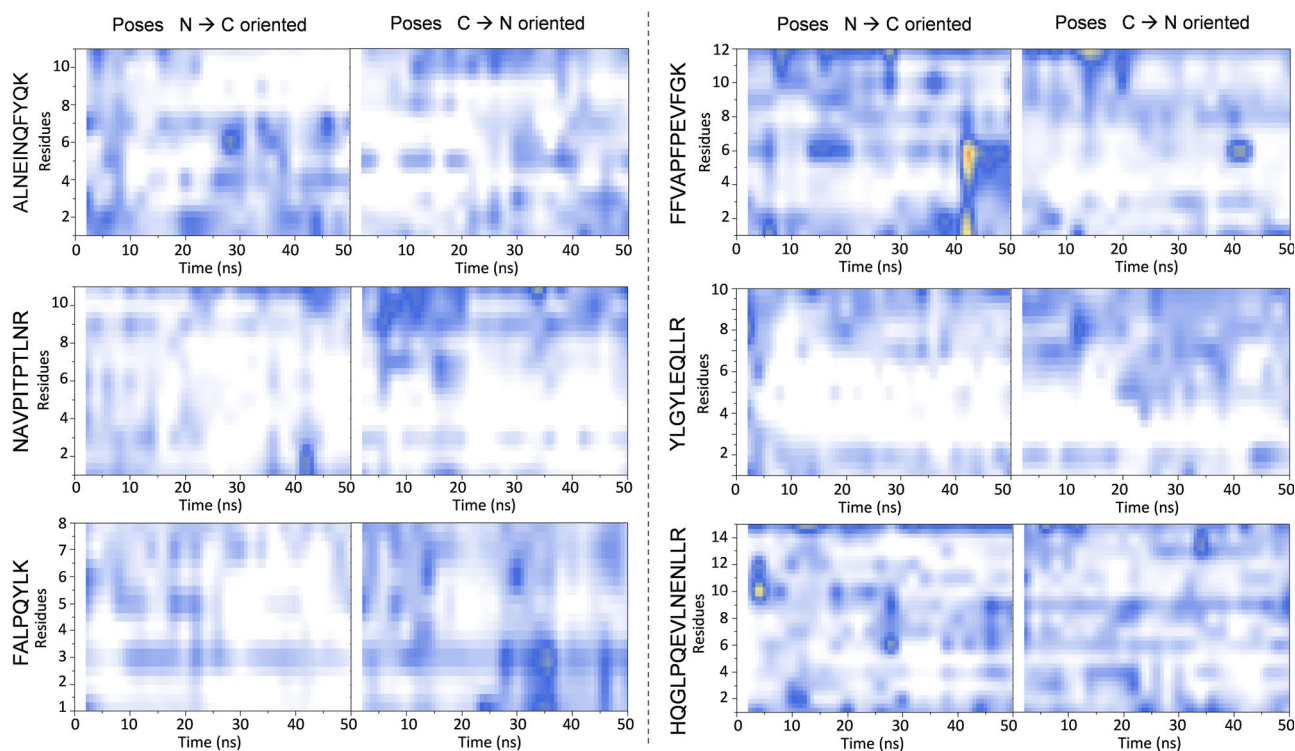 Poses N → C oriented
Poses C → N oriented
Poses N → C oriented
Poses C → N oriented
ALNEINQFYQK
Residues
10
8
6
4
2
10 20 30 40 50
10 20 30 40 50
Time (ns)
Time (ns)
NAVPITPTLNR
Residues
10
8
6
4
2
10 20 30 40 50
10 20 30 40 50
Time (ns)
Time (ns)
FALPQYLK
Residues
8
7
6
5
4
3
2
1
0 10 20 30 40 50
10 20 30 40 50
Time (ns)
Time (ns)
FFVAPFPEVFGK
Residues
12
10
8
6
4
2
0 10 20 30 40 50
10 20 30 40 50
Time (ns)
Time (ns)
YLGYLEQLLR
Residues
10
8
6
4
2
0 10 20 30 40 50
10 20 30 40 50
Time (ns)
Time (ns)
HQGLPQEVLNENLLR
Residues
14
12
10
8
6
4
2
0 10 20 30 40 50
10 20 30 40 50
Time (ns)
Time (ns)